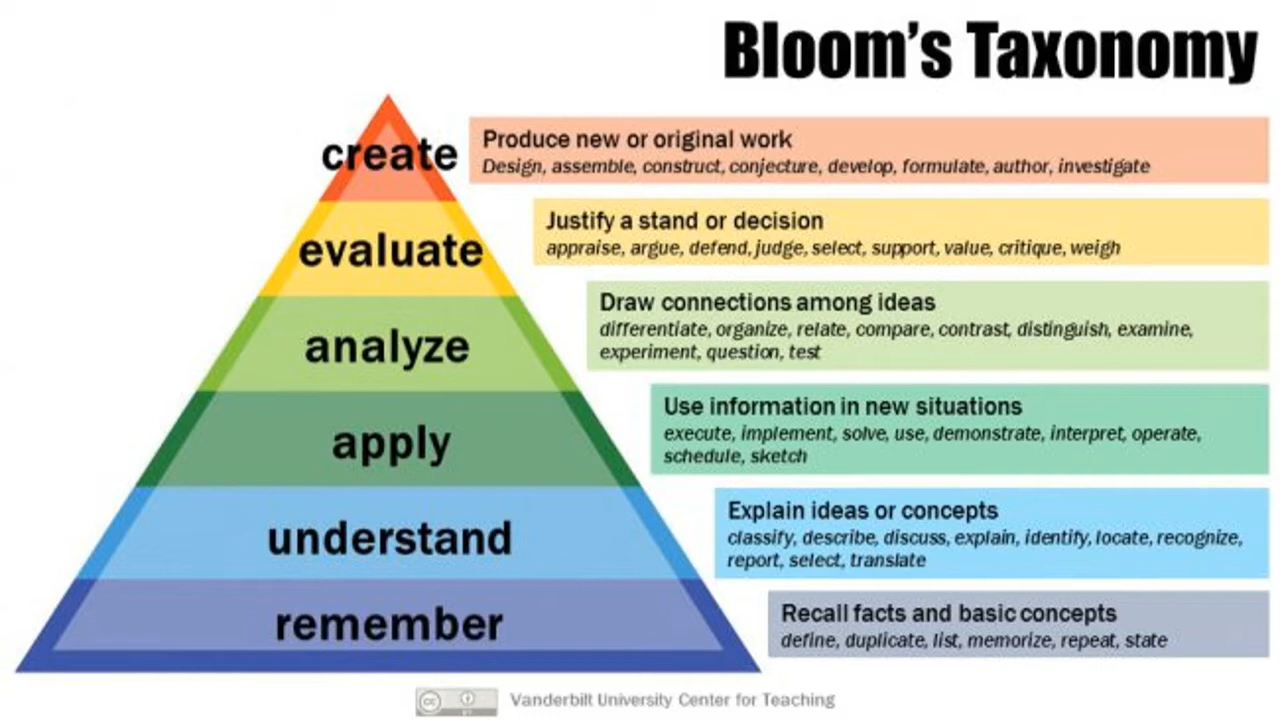 Bloom's Taxonomy
create
Produce new or original work
Design, assemble, construct, conjecture, develop, formulate, author, investigate
evaluate
Justify a stand or decision
appraise, argue, defend, judge, select, support, value, critique, weigh
analyze
Draw connections among ideas
differentiate, organize, relate, compare, contrast, distinguish, examine,
experiment, question, test
apply
Use information in new situations
execute, implement, solve, use, demonstrate, interpret, operate,
schedule, sketch
understand
Explain ideas or concepts
classify, describe, discuss, explain, identify, locate, recognize,
report, select, translate
remember
Recall facts and basic concepts
define, duplicate, list, memorize, repeat, state
cc
Vanderbilt University Center for Teaching